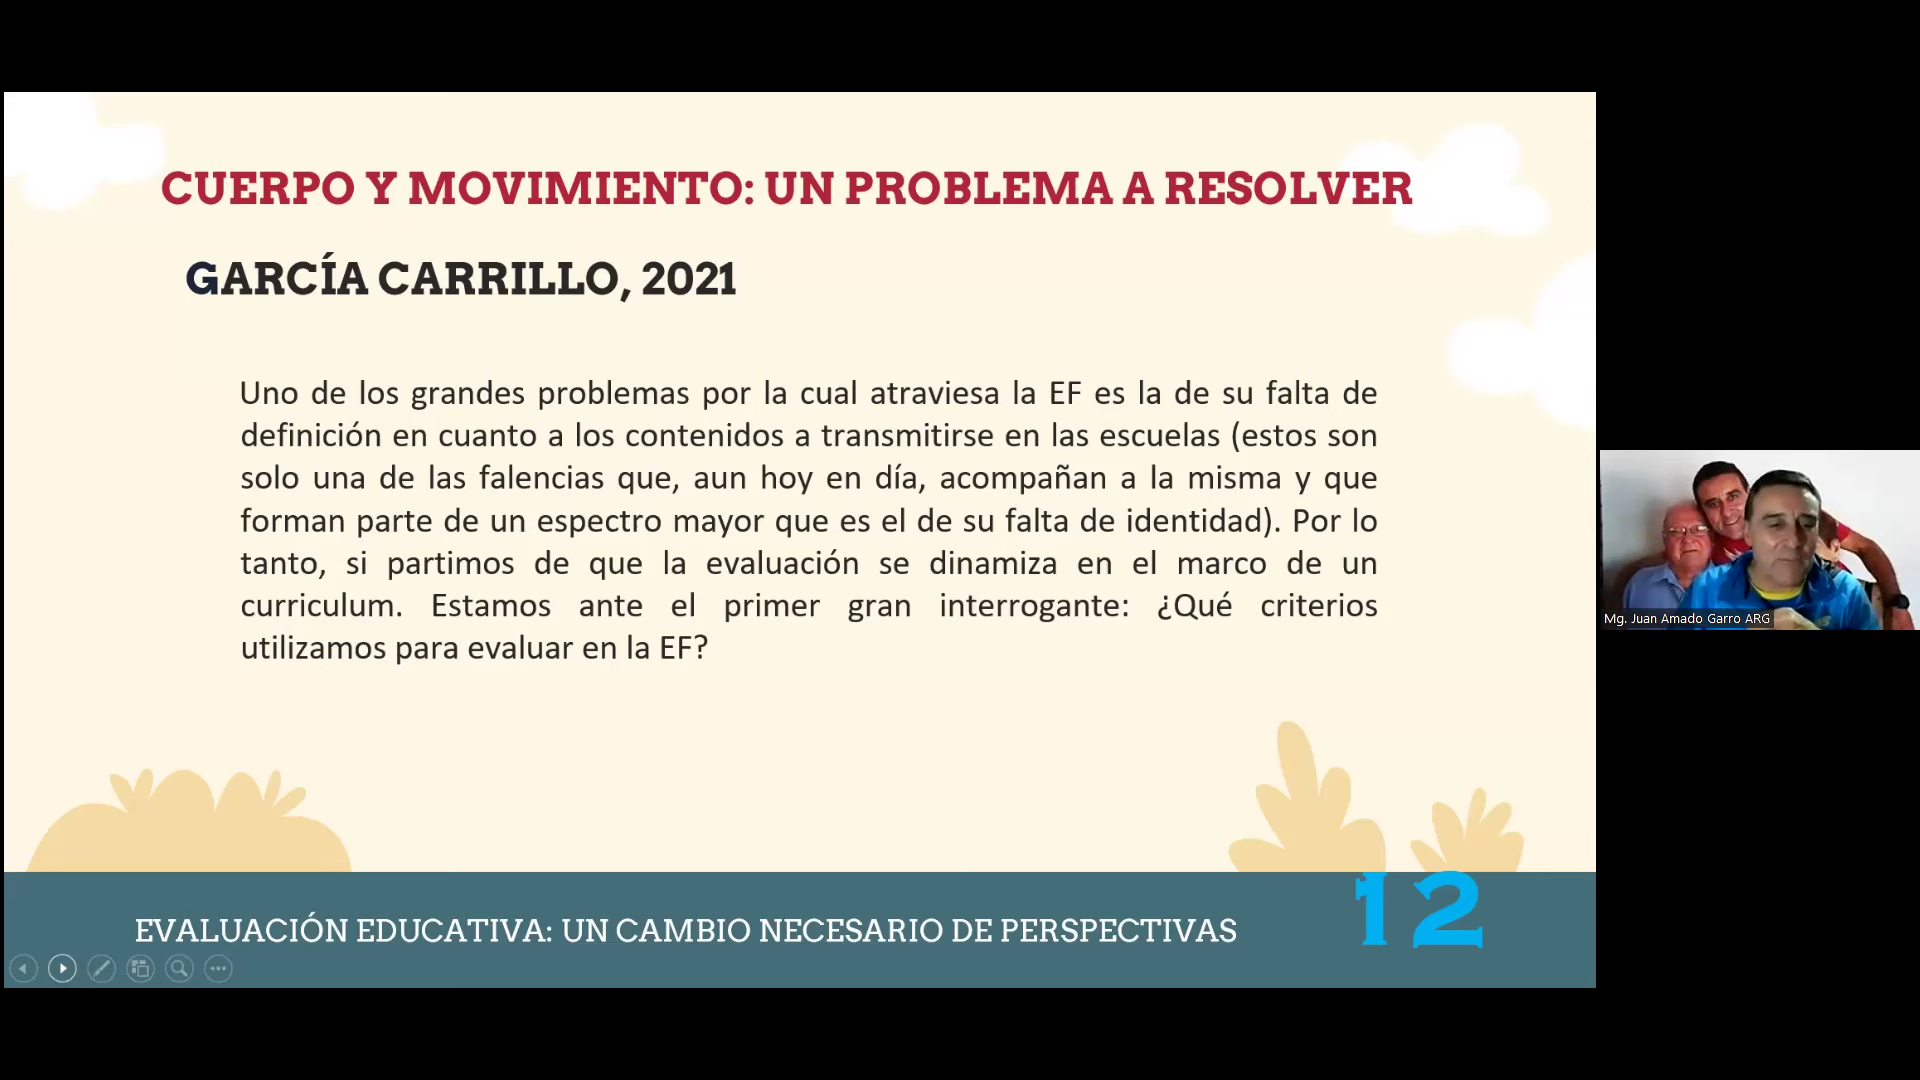 CUERPO Y MOVIMIENTO: UN PROBLEMA A RESOLVER
GARCÍA CARRILLO, 2021
Uno de los grandes problemas por la cual atraviesa la EF es la de su falta de
definición en cuanto a los contenidos a transmitirse en las escuelas (estos son
solo una de las falencias que, aun hoy en día, acompañan a la misma y que
forman parte de un espectro mayor que es el de su falta de identidad). Por lo
tanto, si partimos de que la evaluación se dinamiza en el marco de un
curriculum. Estamos ante el primer gran interrogante: ¿Qué criterios
utilizamos para evaluar en la EF?
Mg. Juan Amado Garro ARG
EVALUACIÓN EDUCATIVA: UN CAMBIO NECESARIO DE PERSPECTIVAS
12